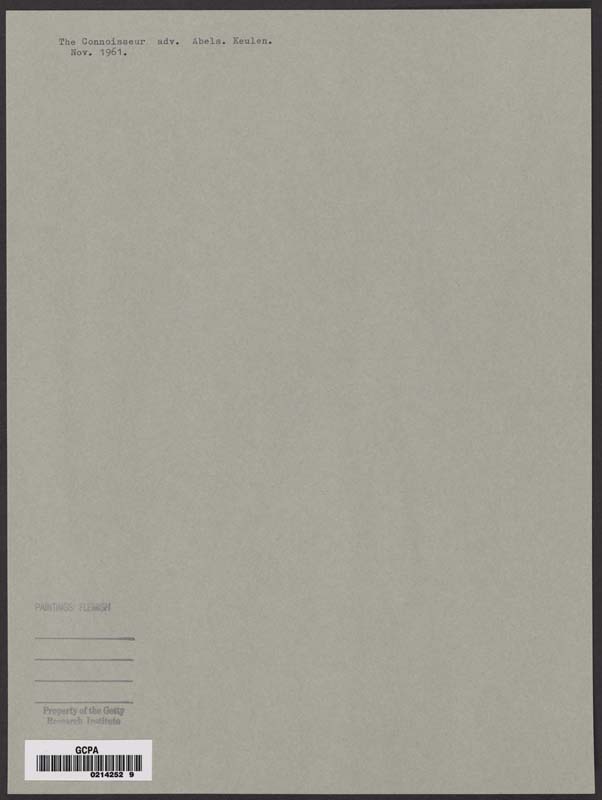 The Connoisseur adv. Abels. Keulen.
Nov. 1961.
PAINTINGS: FLEMISH
Property of the Getty
Research Institute
GCPA
0214252 9